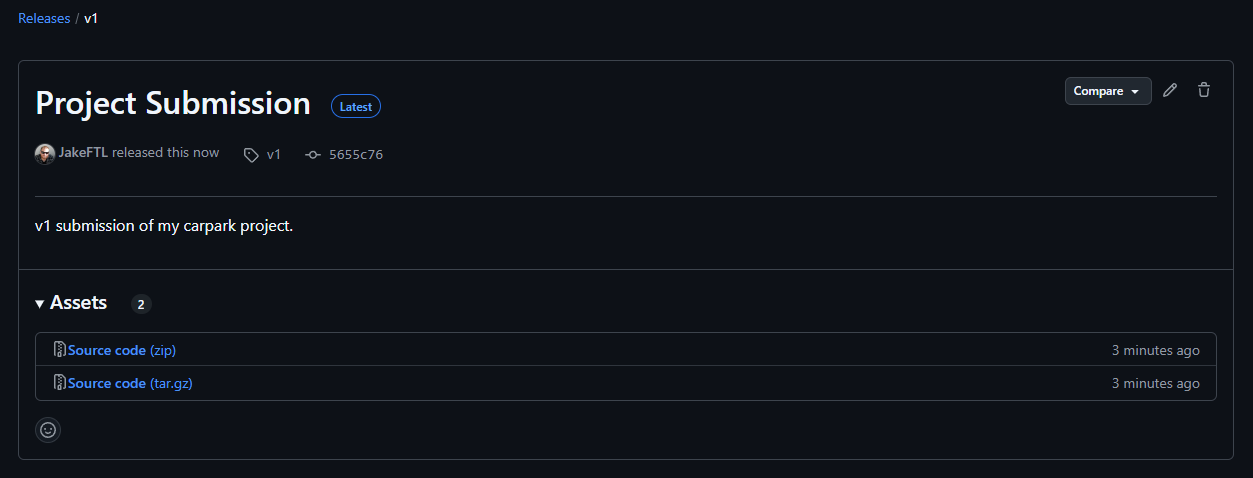 Releases / v1
Project Submission Latest Compare
JakeFTL released this now v1 5655c76
v1 submission of my carpark project.
Assets 2
Source code (zip) 3 minutes ago
Source code (tar.gz) 3 minutes ago